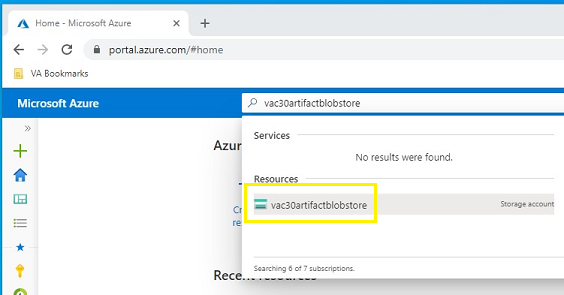 Home - Microsoft Azure
portal.azure.com/#home
VA Bookmarks
Microsoft Azure
vac30artifactblobstore
Services
No results were found.
Azur
Resources
vac30artifactblobstore
Storage account
Cr
re
Searching 6 of 7 subscriptions.
Recent resources